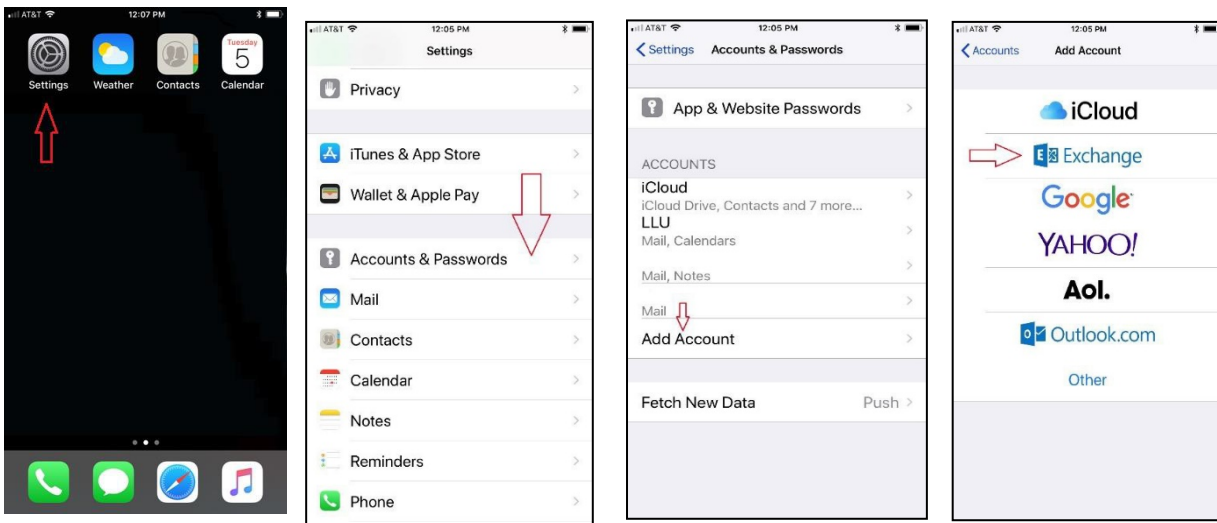 AT&T 12:07 PM
Tuesday
5
Settings Weather Contacts Calendar
AT&T 12:05 PM
Settings
Privacy
iTunes & App Store
Wallet & Apple Pay
Accounts & Passwords
Mail
Contacts
Calendar
Notes
Reminders
Phone
AT&T 12:05 PM
Settings Accounts & Passwords
App & Website Passwords
ACCOUNTS
iCloud
iCloud Drive, Contacts and 7 more...
LLU
Mail, Calendars
Mail, Notes
Mail
Add Account
Fetch New Data Push
AT&T 12:05 PM
Accounts Add Account
iCloud
E Exchange
Google
YAHOO!
Aol.
o Outlook.com
Other